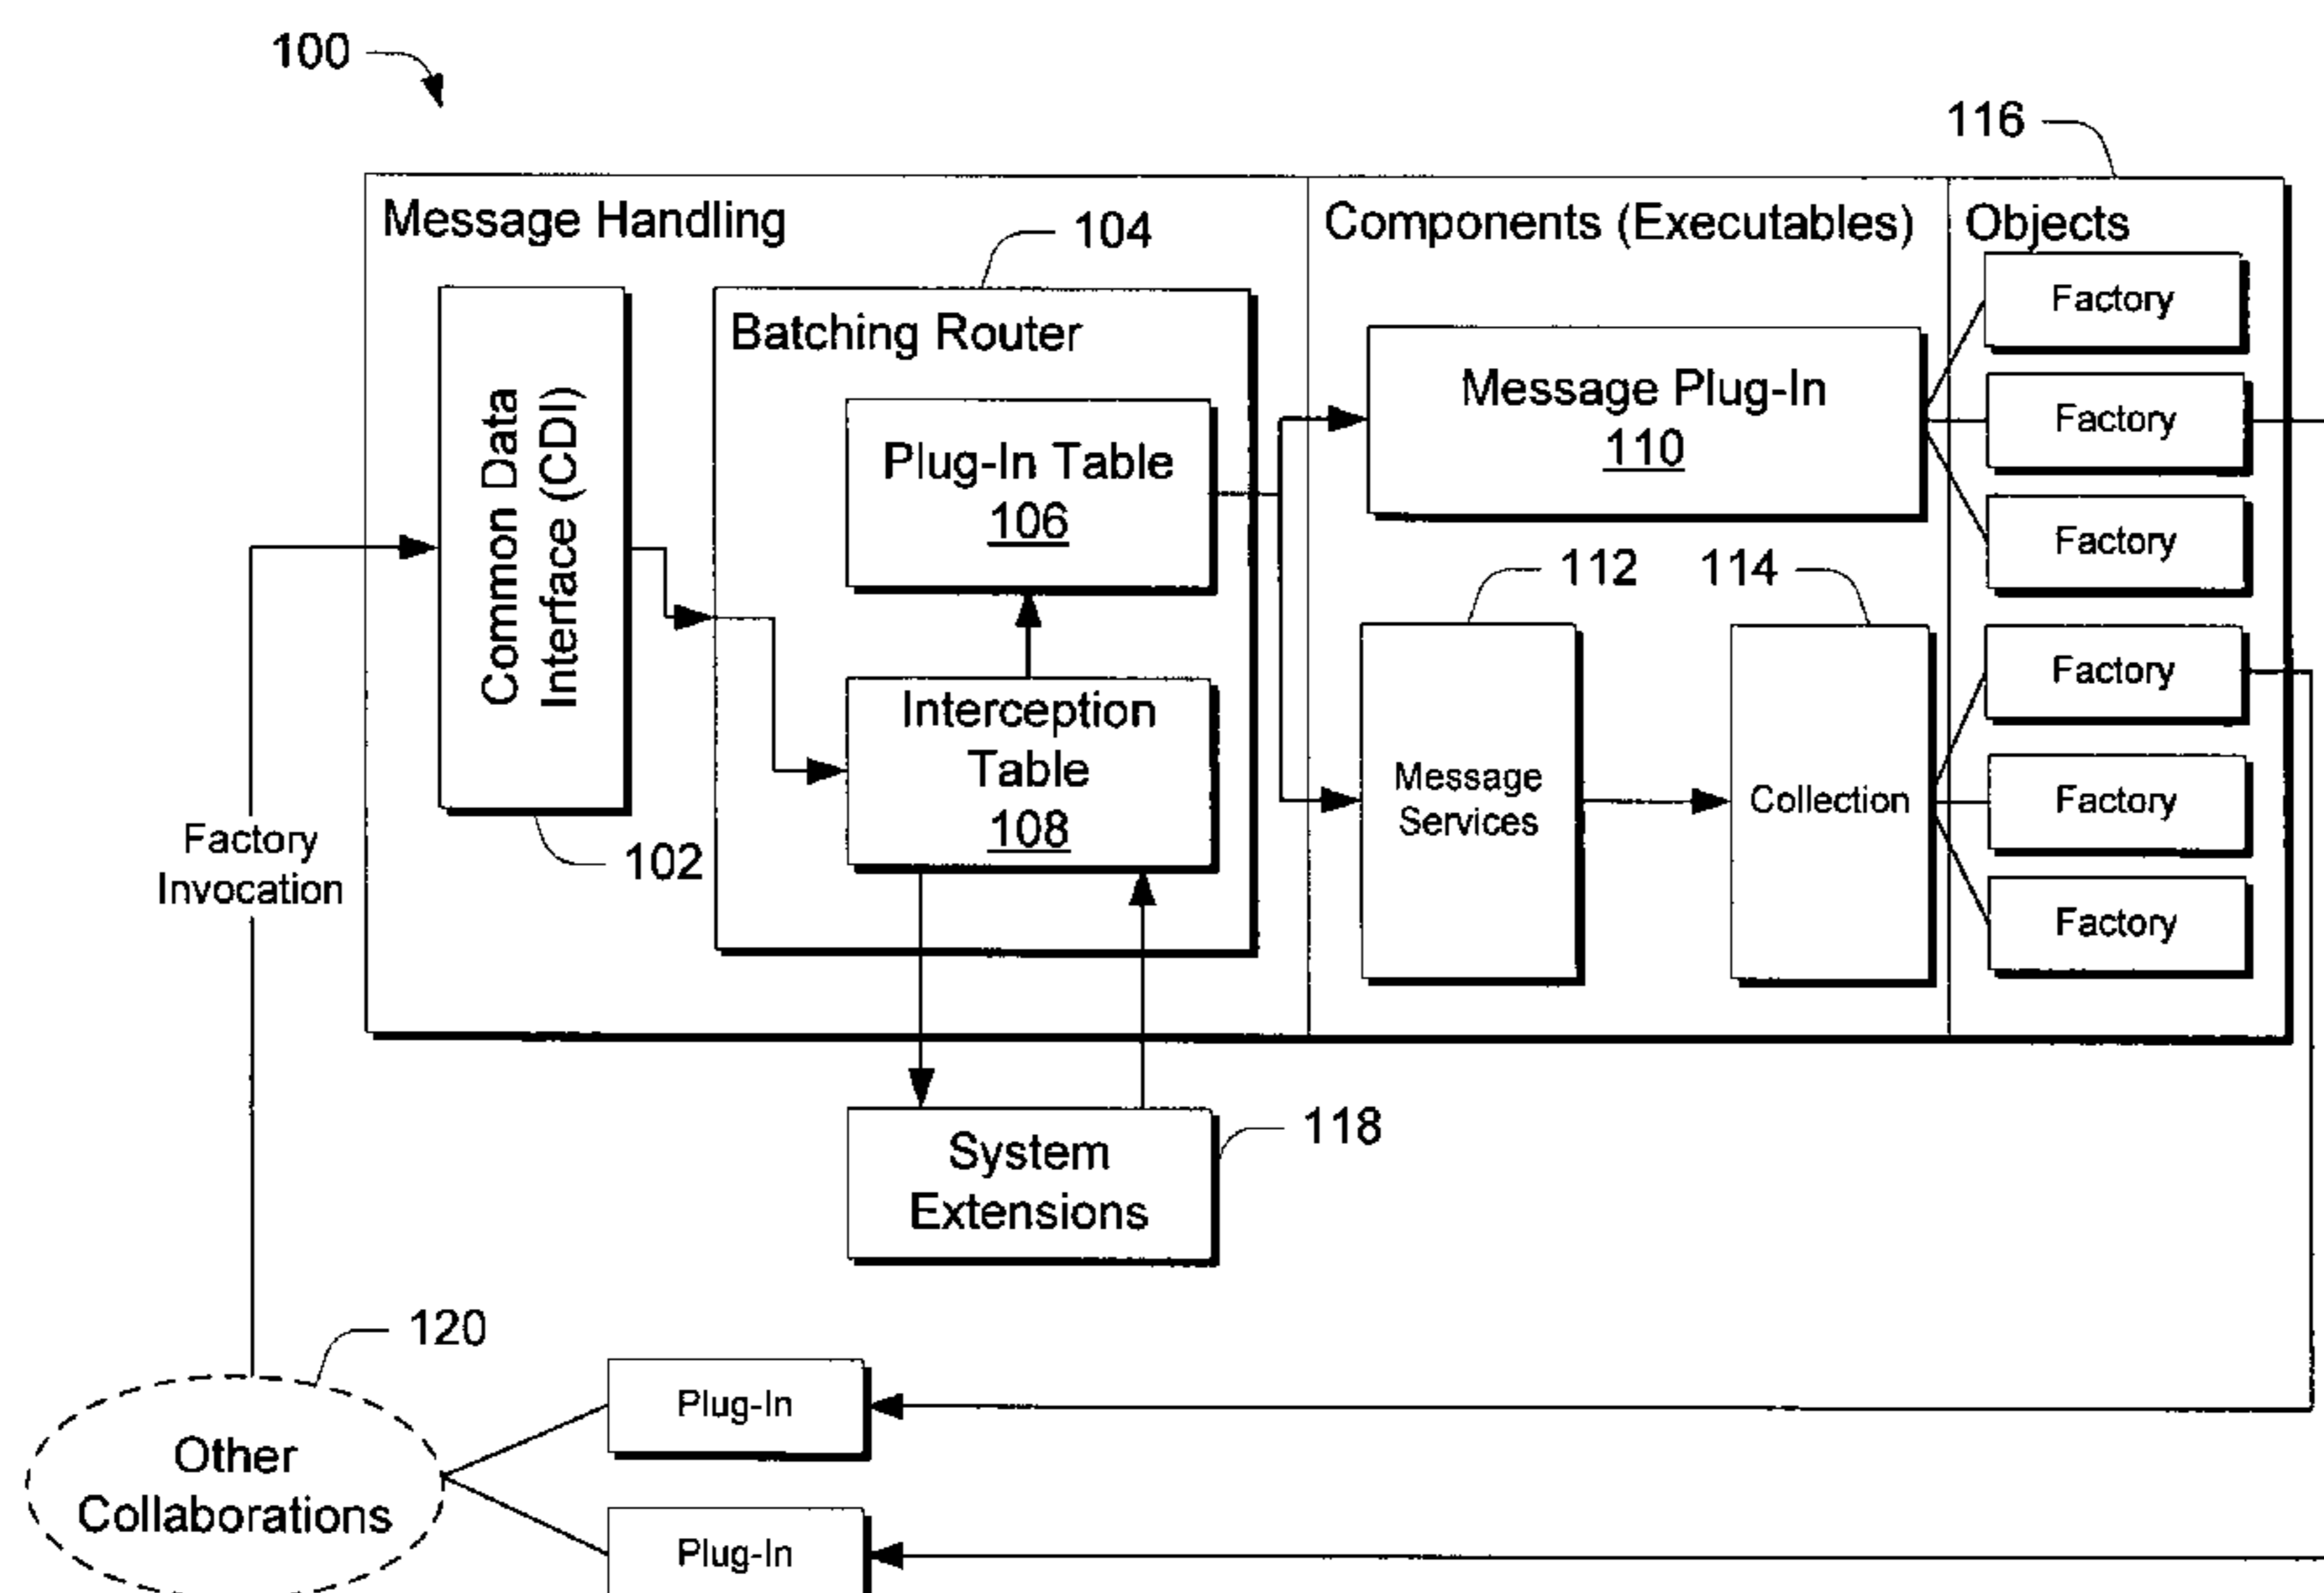 100
116
Message Handling
104
Components (Executables)
Objects
Common Data
Interface (CDI)
Batching Router
Plug-In Table
106
Interception
Table
108
102
Factory
Invocation
Message Plug-In
110
112
114
Message
Services
Collection
Factory
Factory
Factory
Factory
Factory
Factory
System
Extensions
118
120
Other
Collaborations
Plug-In
Plug-In